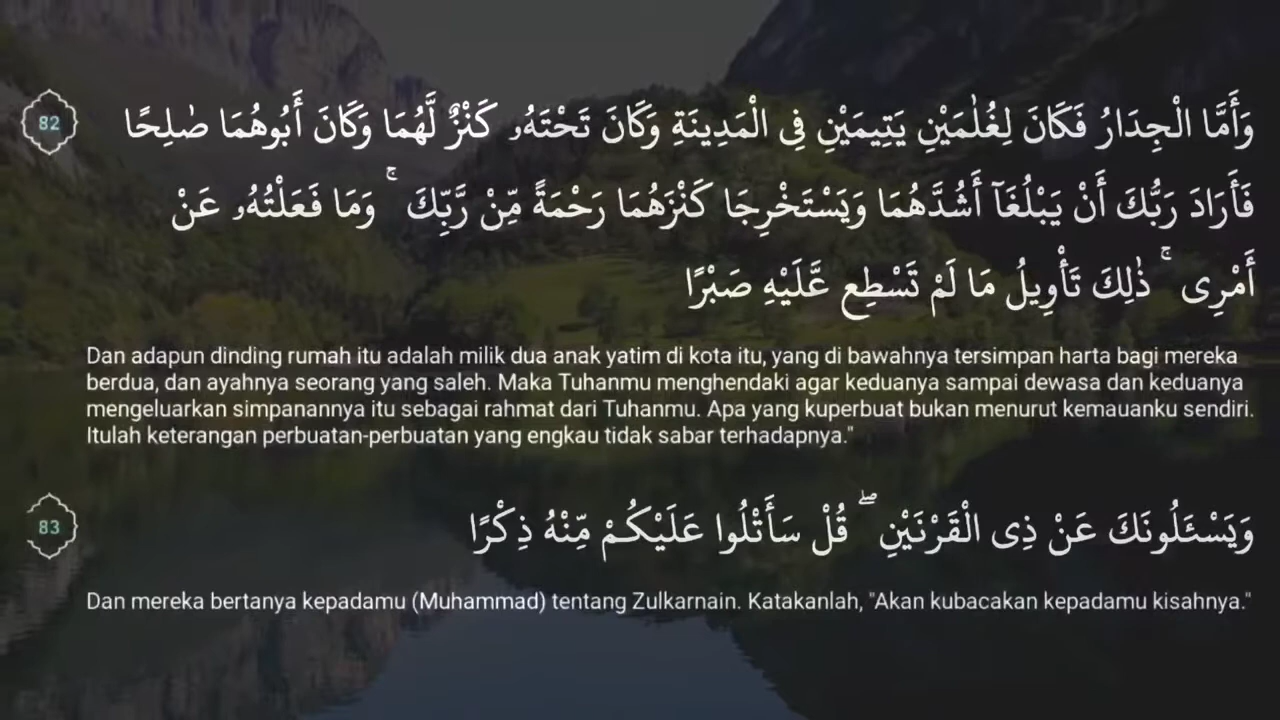 82
وَأَمَّا الْجِدَارُ فَكَانَ لِغُلٰمَيْنِ يَتِيمَيْنِ فِى الْمَدِينَةِ وَكَانَ تَحْتَهُۥ كَنْزٌ لَّهُمَا وَكَانَ أَبُوهُمَا صٰلِحًا
فَأَرَادَ رَبُّكَ أَنْ يَبْلُغَآ أَشُدَّهُمَا وَيَسْتَخْرِجَا كَنْزَهُمَا رَحْمَةً مِّنْ رَّبِّكَ ۚ وَمَا فَعَلْتُهُۥ عَنْ
أَمْرِى ۚ ذٰلِكَ تَأْوِيلُ مَا لَمْ تَسْطِع عَّلَيْهِ صَبْرًا
Dan adapun dinding rumah itu adalah milik dua anak yatim di kota itu, yang di bawahnya tersimpan harta bagi mereka
berdua, dan ayahnya seorang yang saleh. Maka Tuhanmu menghendaki agar keduanya sampai dewasa dan keduanya
mengeluarkan simpanannya itu sebagai rahmat dari Tuhanmu. Apa yang kuperbuat bukan menurut kemauanku sendiri.
Itulah keterangan perbuatan-perbuatan yang engkau tidak sabar terhadapnya."
83
وَيَسْـَٔلُونَكَ عَنْ ذِى الْقَرْنَيْنِ ۖ قُلْ سَأَتْلُوا عَلَيْكُمْ مِّنْهُ ذِكْرًا
Dan mereka bertanya kepadamu (Muhammad) tentang Zulkarnain. Katakanlah, "Akan kubacakan kepadamu kisahnya."